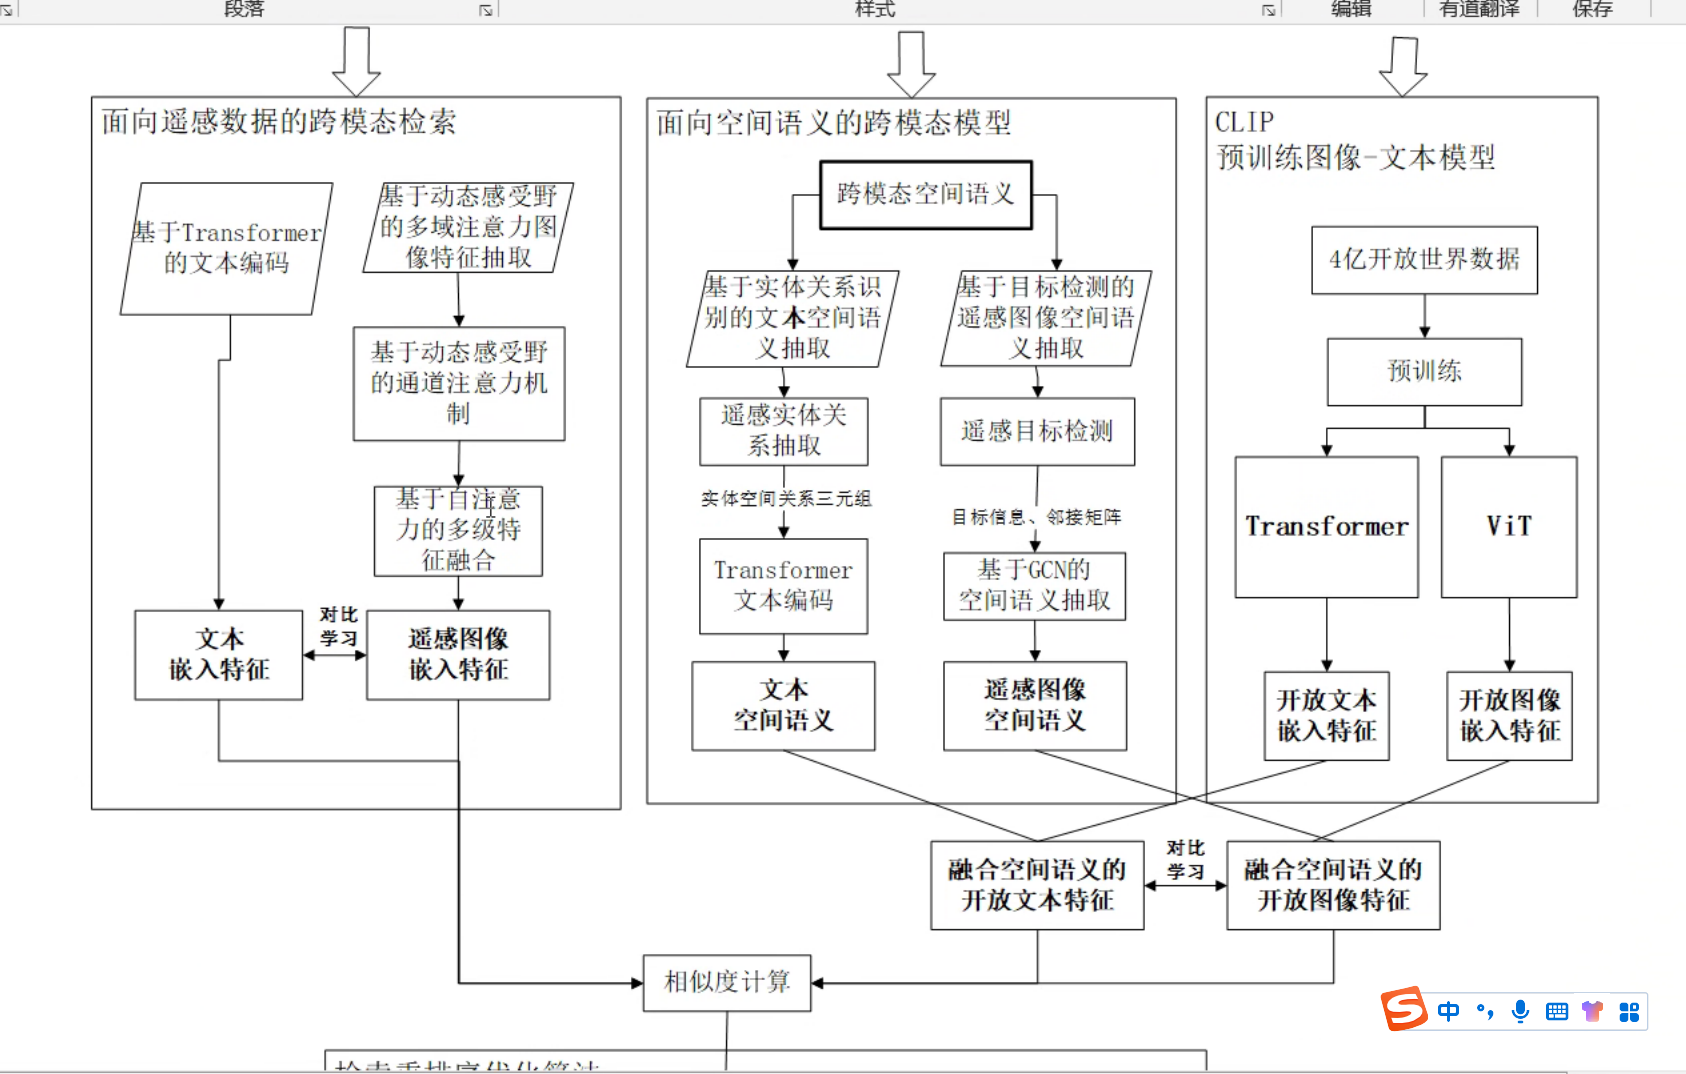 段落
样式
编辑
有道翻译
保存
面向遥感数据的跨模态检索
基于Transformer
的文本编码
基于动态感受野
的多域注意力图
像特征抽取
基于动态感受野
的通道注意力机
制
基于自注意
力的多级特
征融合
文本
嵌入特征
对比
学习
遥感图像
嵌入特征
面向空间语义的跨模态模型
跨模态空间语义
基于实体关系识
别的文本空间语
义抽取
基于目标检测的
遥感图像空间语
义抽取
遥感实体关
系抽取
遥感目标检测
实体空间关系三元组
目标信息、邻接矩阵
Transformer
文本编码
基于GCN的
空间语义抽取
文本
空间语义
遥感图像
空间语义
CLIP
预训练图像-文本模型
4亿开放世界数据
预训练
Transformer
ViT
开放文本
嵌入特征
开放图像
嵌入特征
融合空间语义的
开放文本特征
对比
学习
融合空间语义的
开放图像特征
相似度计算
检索重排序优化算法
中